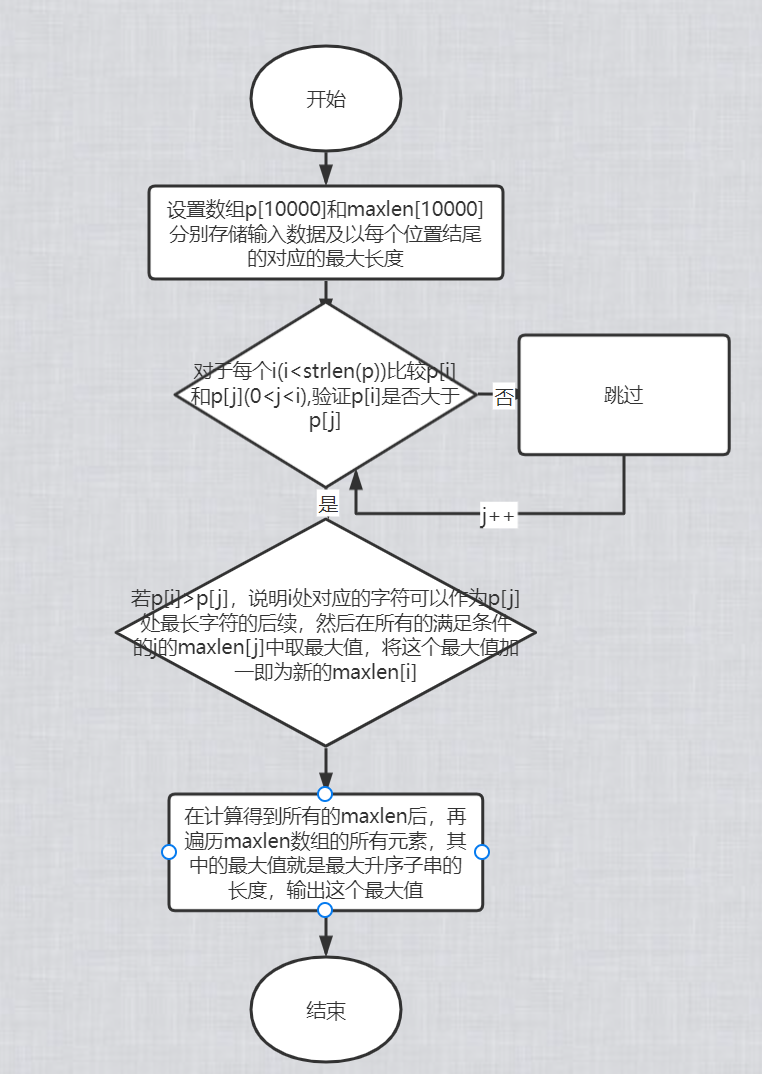 开始
设置数组p[10000]和maxlen[10000]
分别存储输入数据及以每个位置结尾
的对应的最大长度
对于每个i(i<strlen(p))比较p[i]
和p[j](0<j<i),验证p[i]是否大于
p[j]
否
跳过
是
j++
若p[i]>p[j]，说明i处对应的字符可以作为p[j]
处最长字符的后续，然后在所有的满足条件
的j的maxlen[j]中取最大值，将这个最大值加
一即为新的maxlen[i]
在计算得到所有的maxlen后，再
遍历maxlen数组的所有元素，其
中的最大值就是最大升序子串的
长度，输出这个最大值
结束